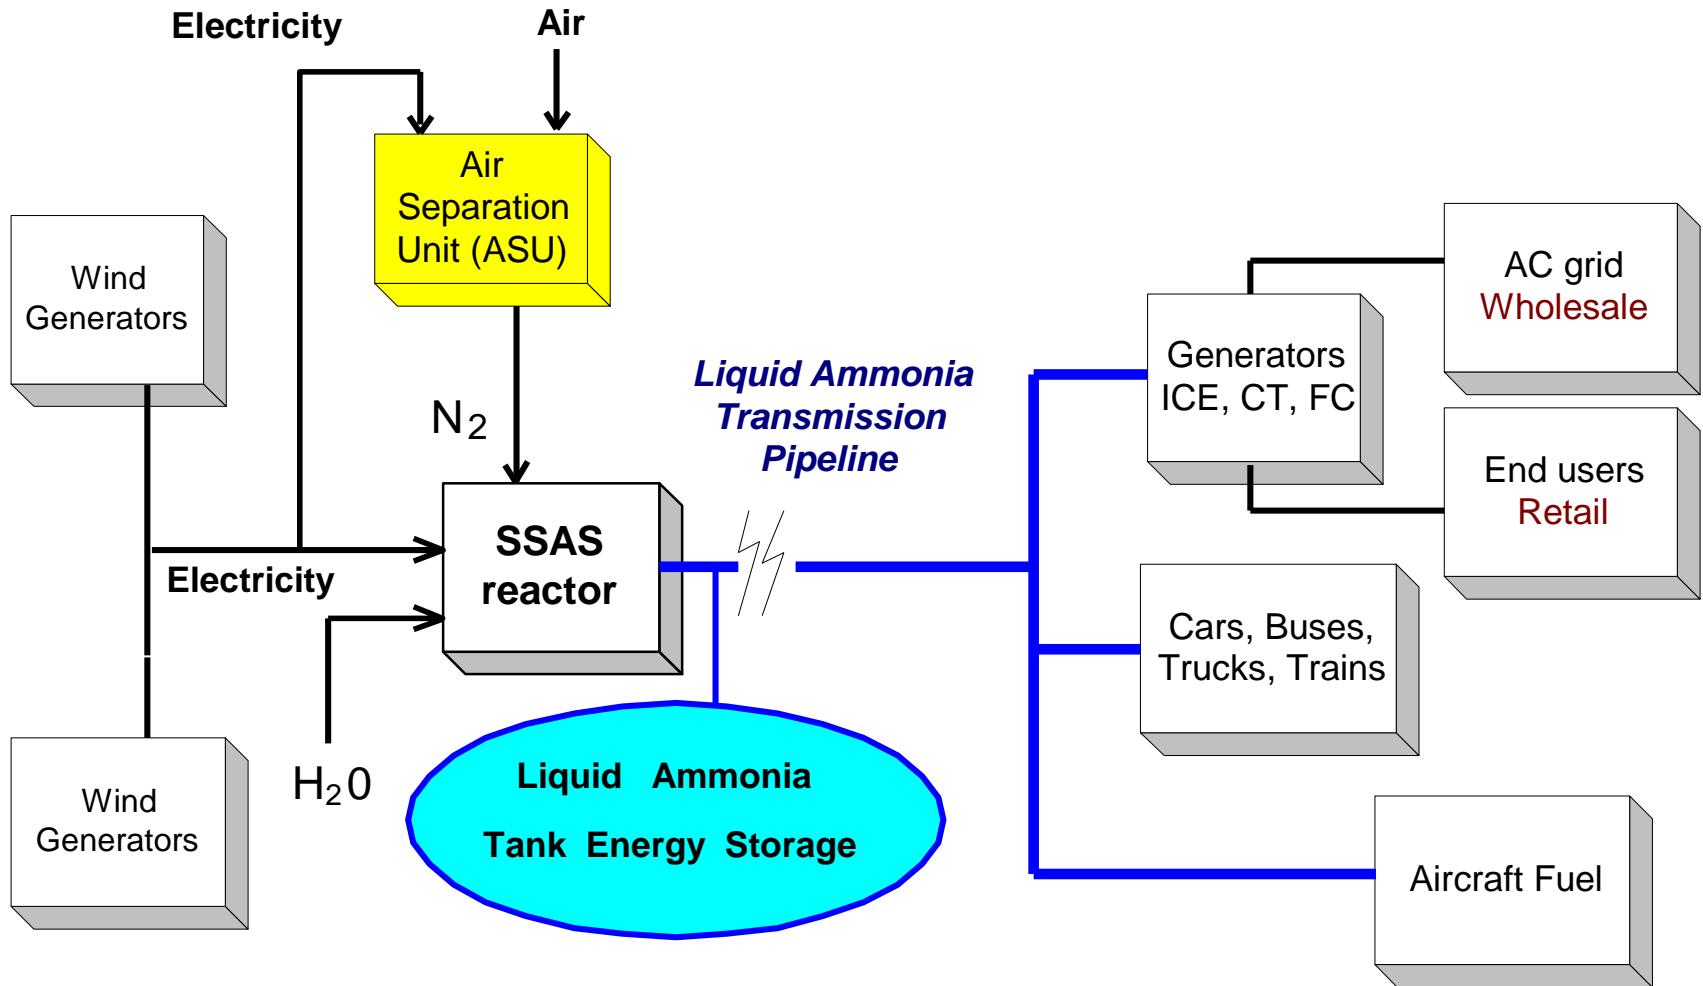 Electricity
Air
Air
Separation
Unit (ASU)
Wind
Generators
N2
Liquid Ammonia
Transmission
Pipeline
Generators
ICE, CT, FC
AC grid
Wholesale
End users
Retail
SSAS
reactor
Electricity
Cars, Buses,
Trucks, Trains
H20
Wind
Generators
Liquid Ammonia
Tank Energy Storage
Aircraft Fuel